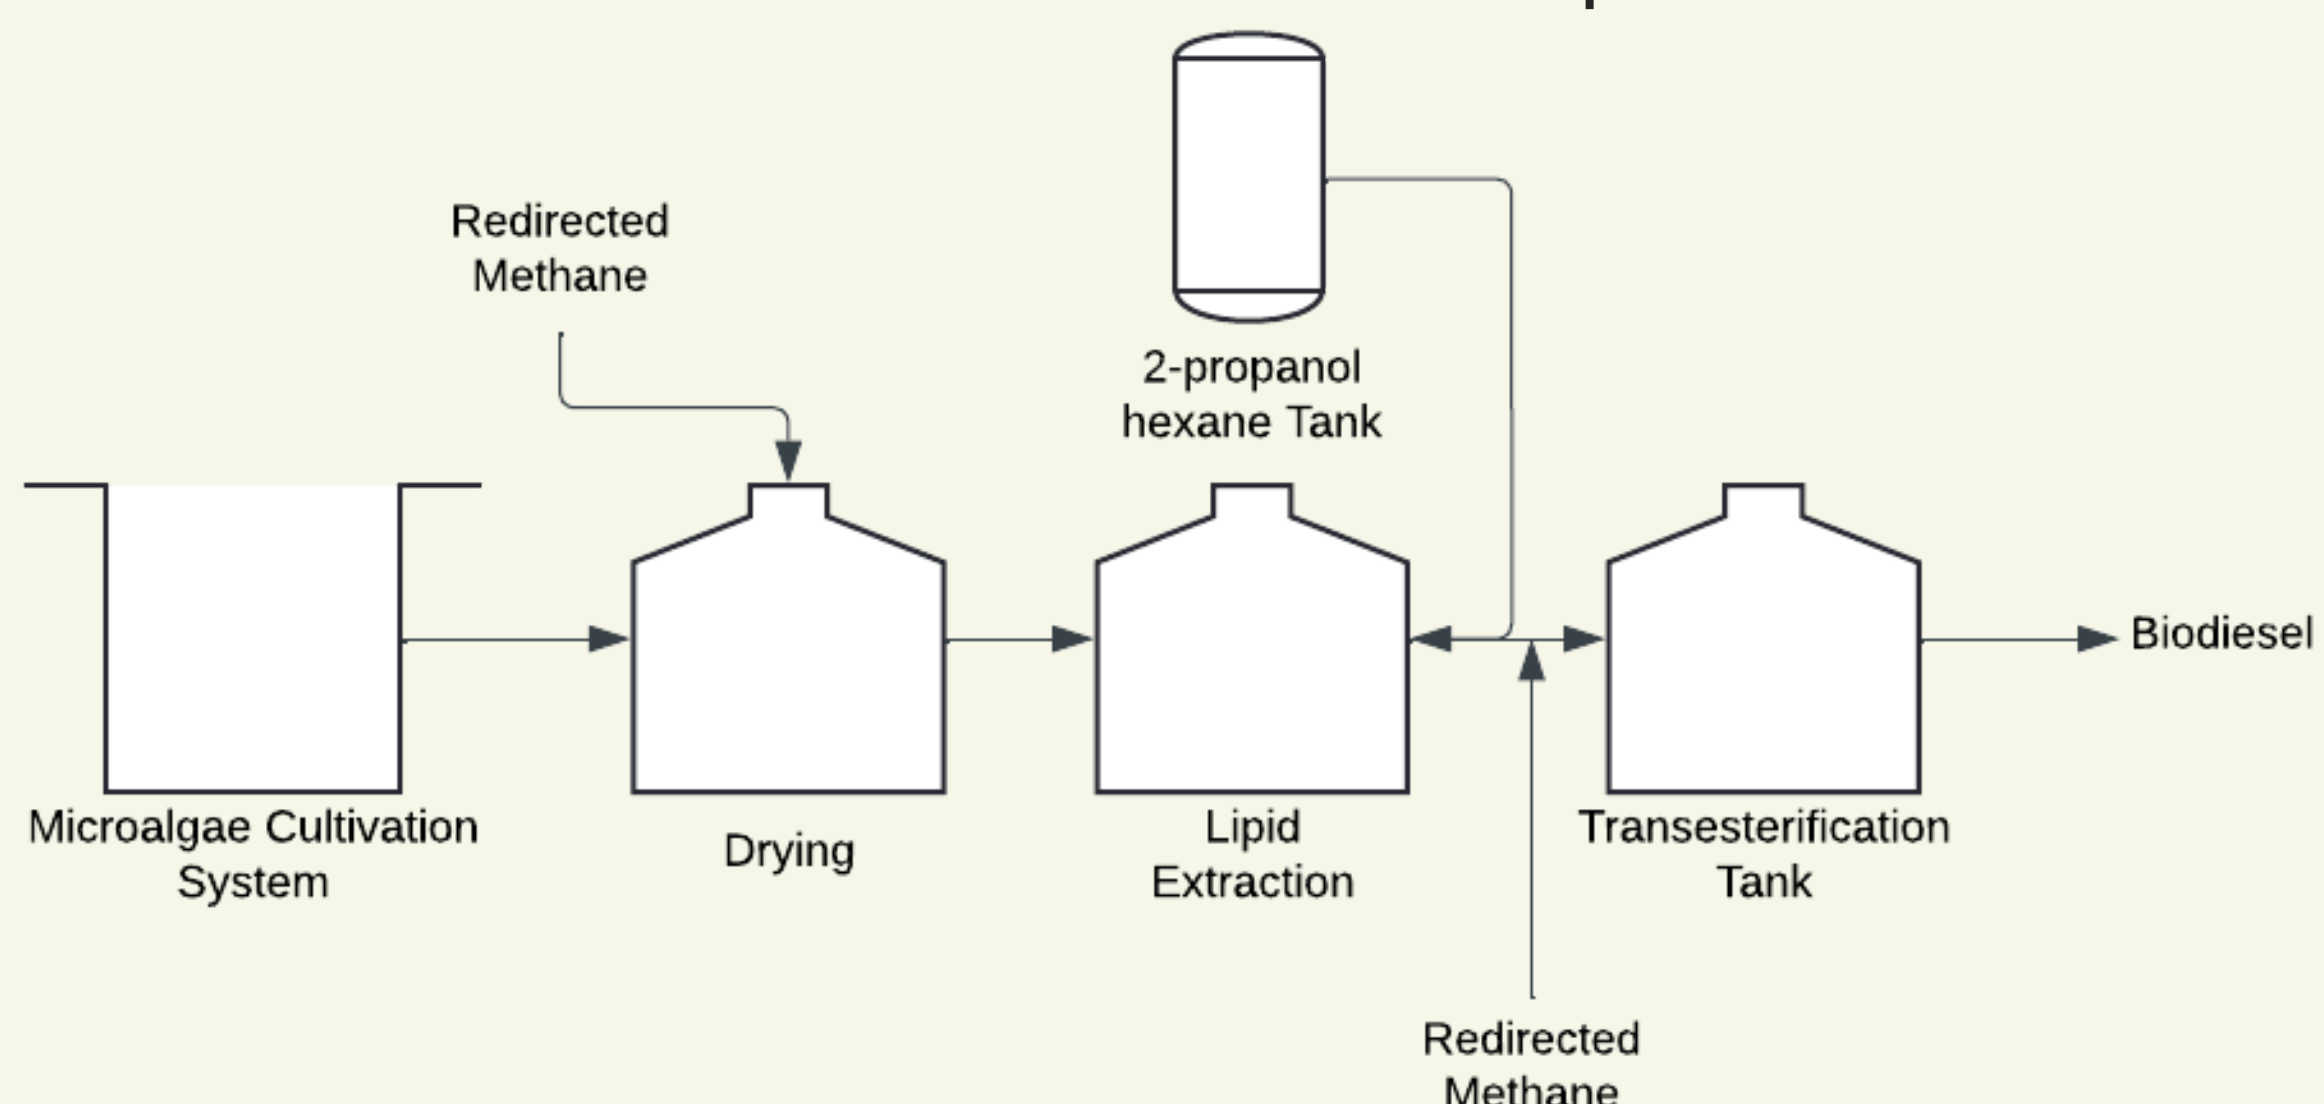 Redirected
Methane
2-propanol
hexane Tank
Biodiesel
Microalgae Cultivation
System
Drying
Lipid
Extraction
Transesterification
Tank
Redirected
Methane